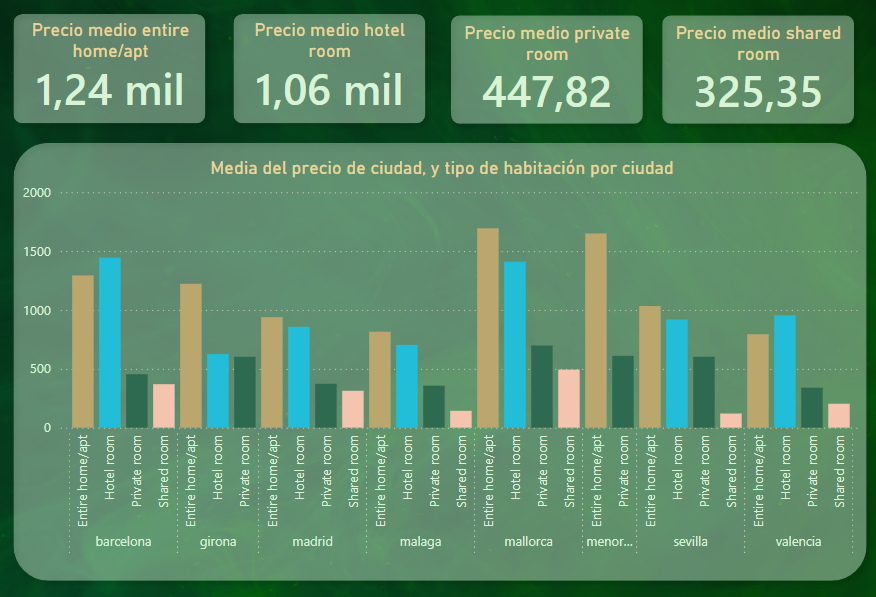 Precio medio entire
home/apt
1,24 mil
Precio medio hotel
room
1,06 mil
Precio medio private
room
447,82
Precio medio shared
room
325,35
Media del precio de ciudad, y tipo de habitación por ciudad
2000
1500
1000
500
0
Entire home/apt
Hotel room
Private room
Shared room
Entire home/apt
Hotel room
Private room
Entire home/apt
Hotel room
Private room
Shared room
Entire home/apt
Hotel room
Private room
Shared room
Entire home/apt
Hotel room
Private room
Shared room
Entire home/apt
Private room
Entire home/apt
Hotel room
Private room
Shared room
Entire home/apt
Hotel room
Private room
Shared room
barcelona
girona
madrid
malaga
mallorca
menor...
sevilla
valencia